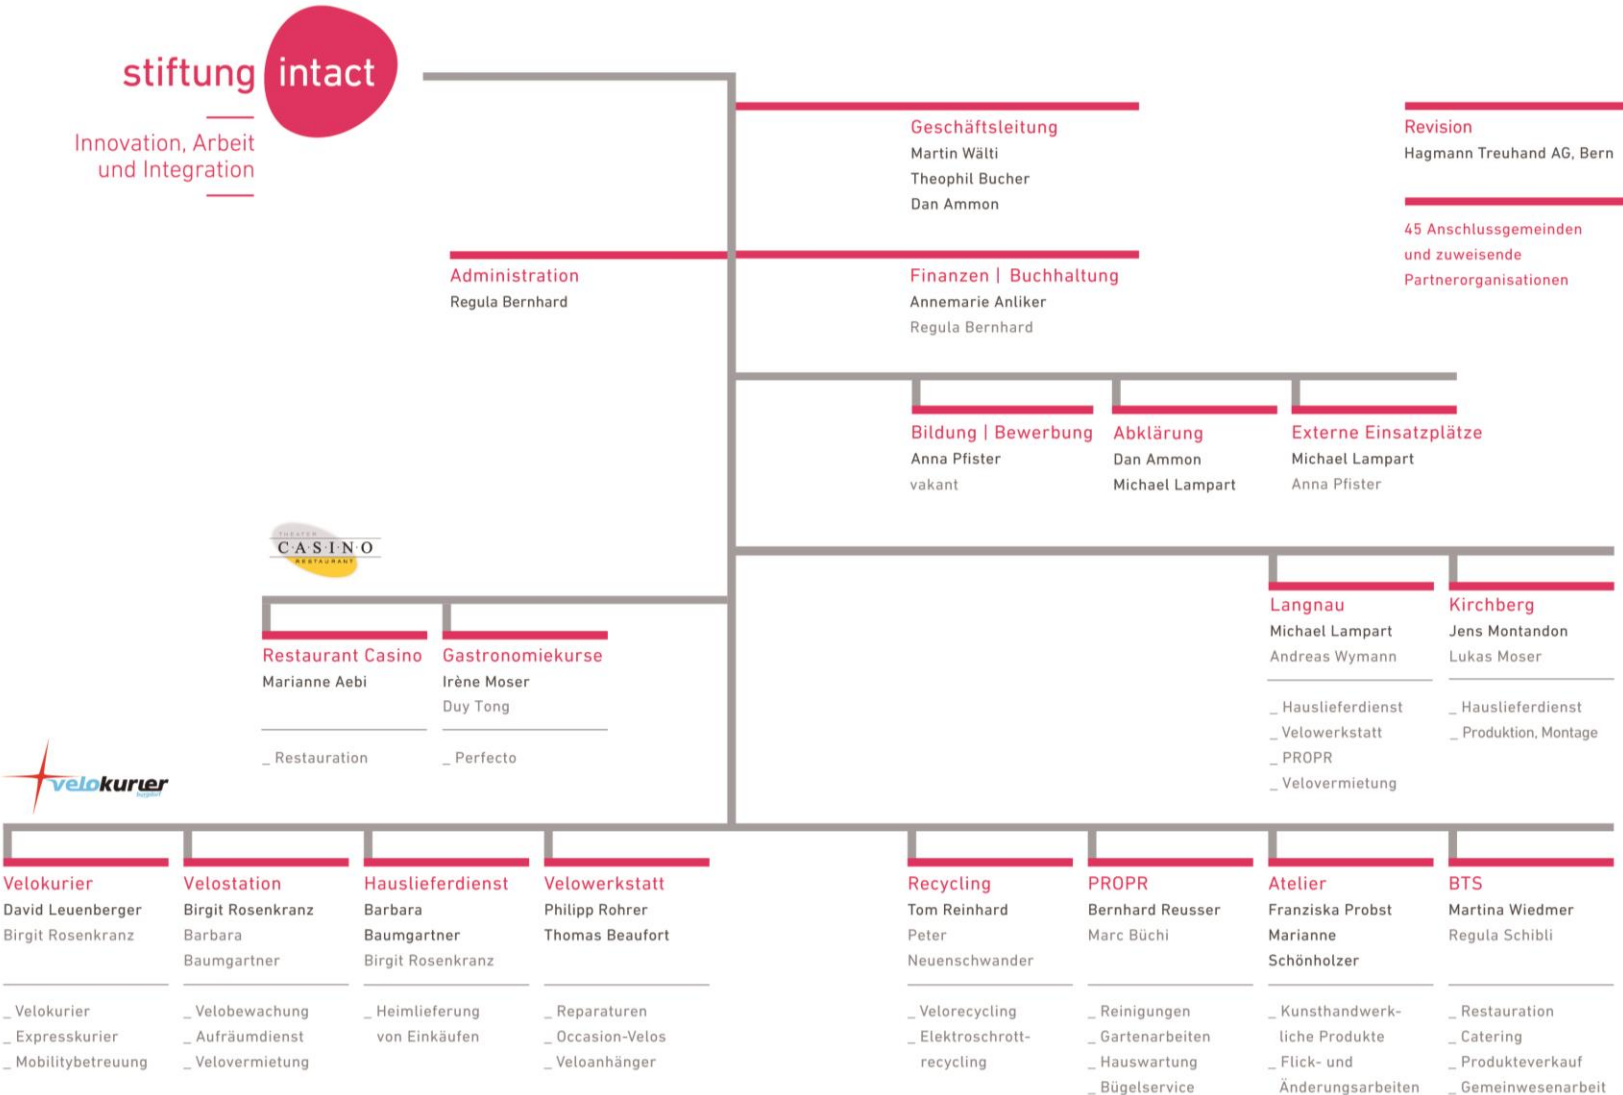 stiftung intact
Innovation, Arbeit
und Integration
Geschäftsleitung
Martin Wälti
Theophil Bucher
Dan Ammon
Revision
Hagmann Treuhand AG, Bern
45 Anschlussgemeinden
und zuweisende
Partnerorganisationen
Administration
Regula Bernhard
Finanzen | Buchhaltung
Annemarie Anliker
Regula Bernhard
Bildung | Bewerbung
Anna Pfister
vakant
Abklärung
Dan Ammon
Michael Lampart
Externe Einsatzplätze
Michael Lampart
Anna Pfister
THEATER
C·A·S·I·N·O
RESTAURANT
Langnau
Michael Lampart
Andreas Wymann
_ Hauslieferdienst
_ Velowerkstatt
_ PROPR
_ Velovermietung
Kirchberg
Jens Montandon
Lukas Moser
_ Hauslieferdienst
_ Produktion, Montage
Restaurant Casino
Marianne Aebi
_ Restauration
Gastronomiekurse
Irène Moser
Duy Tong
_ Perfecto
velokurier
Velokurier
David Leuenberger
Birgit Rosenkranz
_ Velokurier
_ Expresskurier
_ Mobilitybetreuung
Velostation
Birgit Rosenkranz
Barbara
Baumgartner
_ Velobewachung
_ Aufräumdienst
_ Velovermietung
Hauslieferdienst
Barbara
Baumgartner
Birgit Rosenkranz
_ Heimlieferung
von Einkäufen
Velowerkstatt
Philipp Rohrer
Thomas Beaufort
_ Reparaturen
_ Occasion-Velos
_ Veloanhänger
Recycling
Tom Reinhard
Peter
Neuenschwander
_ Velorecycling
_ Elektroschrott-
recycling
PROPR
Bernhard Reusser
Marc Büchi
_ Reinigungen
_ Gartenarbeiten
_ Hauswartung
_ Bügelservice
Atelier
Franziska Probst
Marianne
Schönholzer
_ Kunsthandwerk-
liche Produkte
_ Flick- und
Änderungsarbeiten
BTS
Martina Wiedmer
Regula Schibli
_ Restauration
_ Catering
_ Produkteverkauf
_ Gemeinwesenarbeit